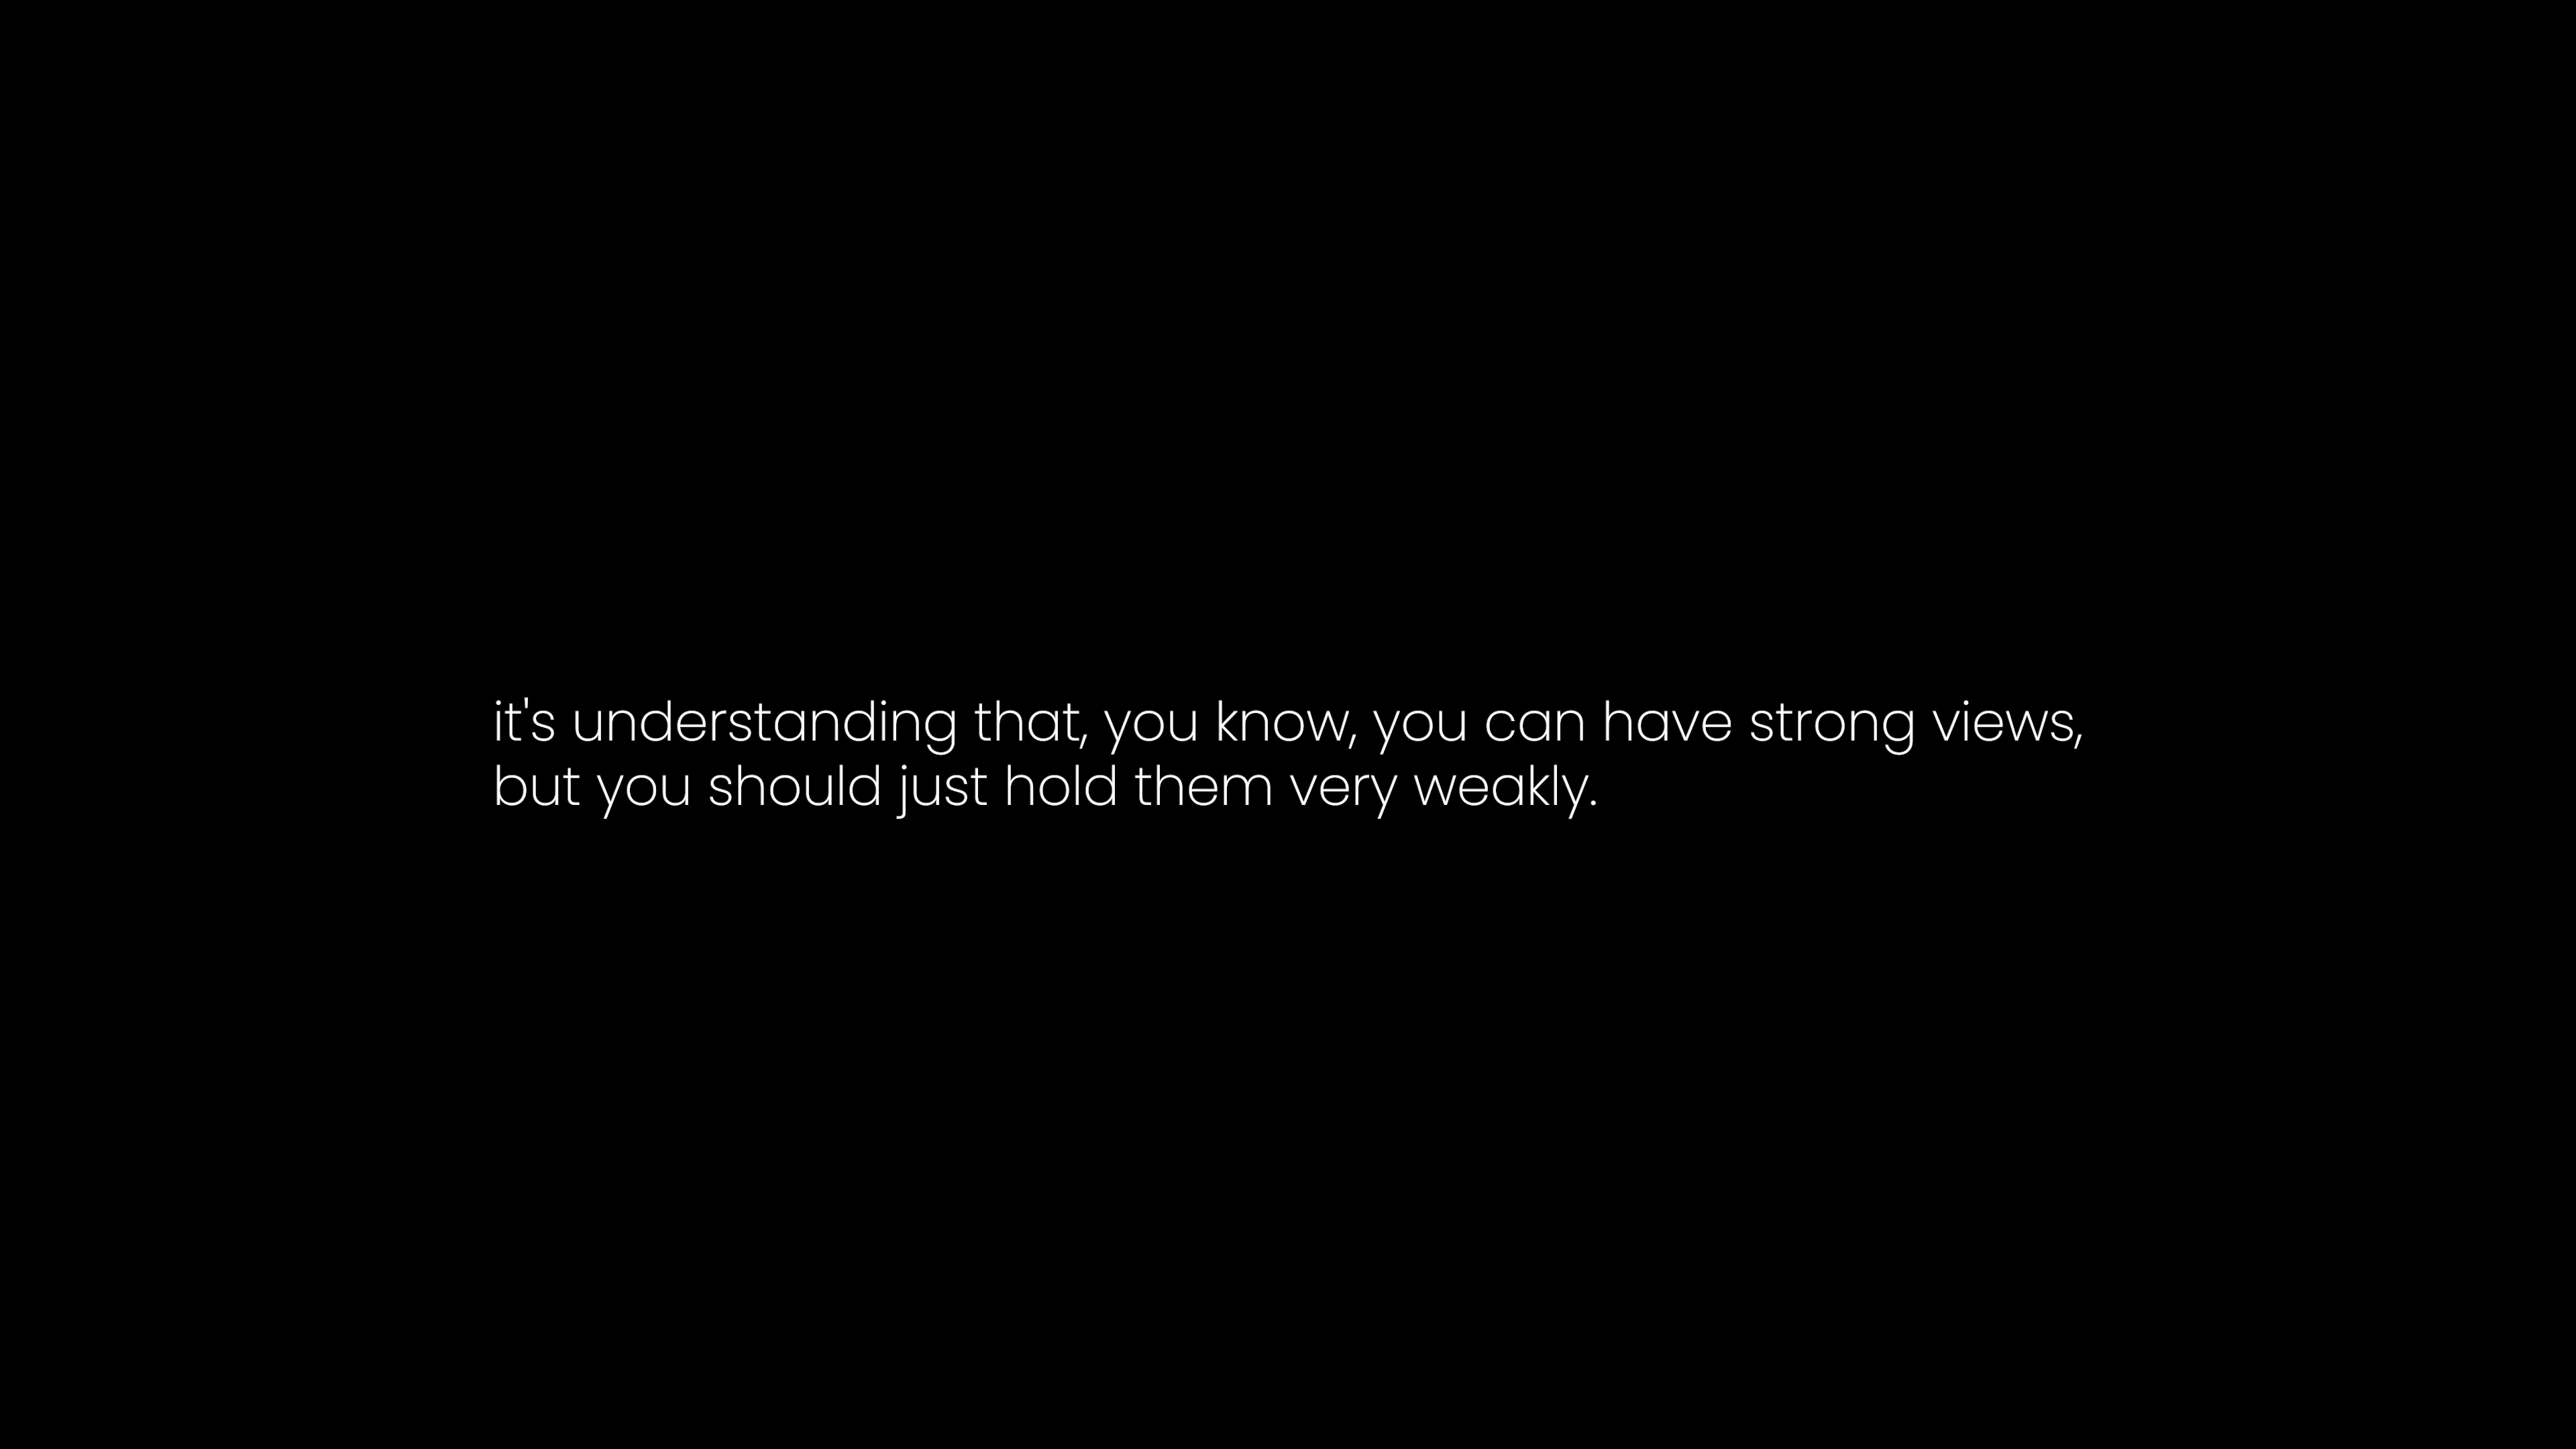 it's understanding that, you know, you can have strong views,
but you should just hold them very weakly.